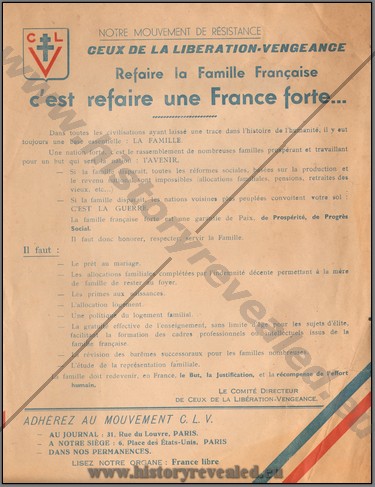 C L
V
NOTRE MOUVEMENT DE RÉSISTANCE
CEUX DE LA LIBERATION-VENGEANCE
Refaire la Famille Française
c'est refaire une France forte...
Dans toutes les civilisations ayant laissé une trace dans l'histoire de l'humanité, il y eut
toujours une base essentielle : LA FAMILLE.
Une nation forte, c'est le rassemblement de nombreuses familles prospérant et travaillant
pour un but qui sera : l'AVENIR.
— Si la famille disparaît, toutes les réformes sociales, basées sur la production et
le revenu impossibles (allocations familiales, pensions, retraites des
vieux, etc...)
— Si la famille nations voisines plus peuplées convoitent votre sol :
C'EST LA GUERRE.
La famille française forte est une garantie de Paix, de Prospérité, de Progrès
Social.
Il faut donc honorer, respecter, servir la Famille.
Il faut :
— Le prêt au mariage.
— Les allocations familiales complétées par l'indemnité décente permettant à la mère
de famille de rester au foyer.
— Les primes aux naissances.
— L'allocation logement.
— Une politique du logement familial.
— La gratuité effective de l'enseignement, sans limite pour les sujets d'élite,
facilitant la formation des cadres professionnels et intellectuels issus de la
famille française.
— La révision des barèmes successoraux pour les familles nombreuses.
— L'étude de la représentation familiale.
La famille doit redevenir, en France, le But, la Justification, et la récompense de l'effort
humain.
LE COMITÉ DIRECTEUR
DE CEUX DE LA LIBÉRATION-VENGEANCE.
ADHÉREZ AU MOUVEMENT C. L. V.
— AU JOURNAL : 31, Rue du Louvre, PARIS.
— A NOTRE SIÈGE : 6, Place des États-Unis, PARIS
— DANS NOS PERMANENCES.
LISEZ NOTRE ORGANE : France libre
www.historyrevealed.eu
www.historyrevealed.eu